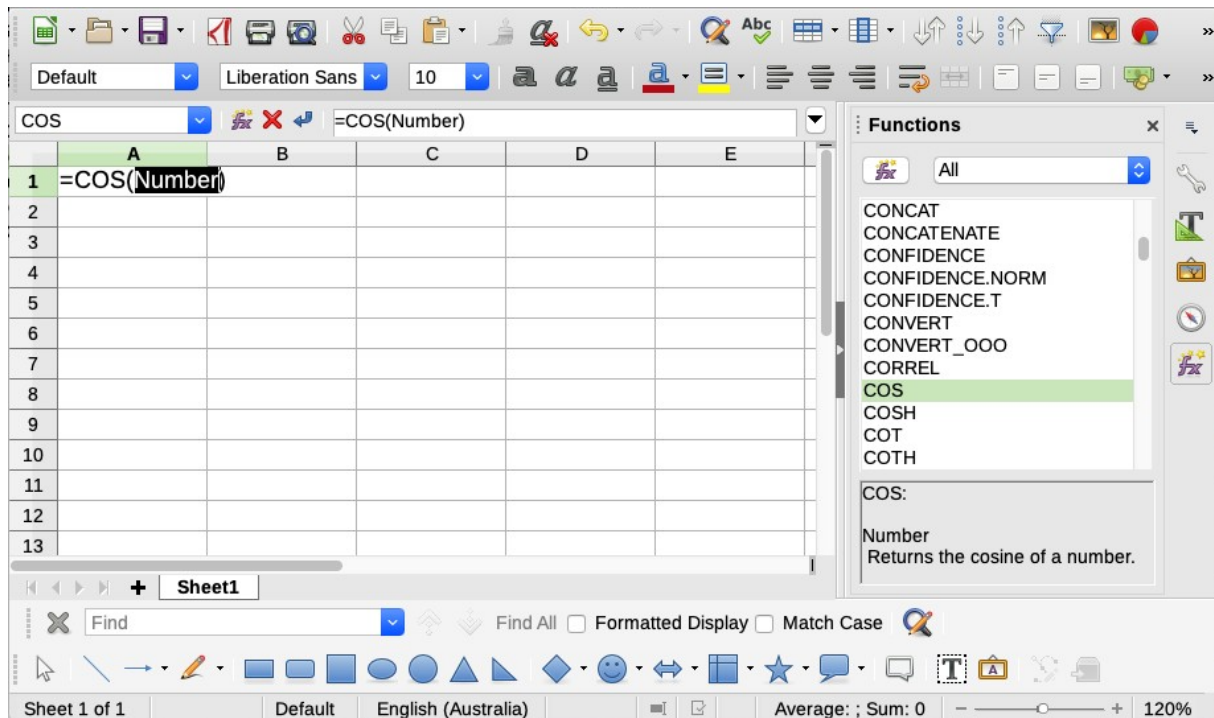 Abc
Default
Liberation Sans
10
a a a a
COS
=COS(Number)
Functions
A B C D E
All
1 =COS(Number)
2
3
4
5
6
7
8
9
10
11
12
13
CONCAT
CONCATENATE
CONFIDENCE
CONFIDENCE.NORM
CONFIDENCE.T
CONVERT
CONVERT_OOO
CORREL
COS
COSH
COT
COTH
COS:
Number
Returns the cosine of a number.
Sheet1
Find
Find All Formatted Display Match Case
Sheet 1 of 1 Default English (Australia) Average: ; Sum: 0 120%